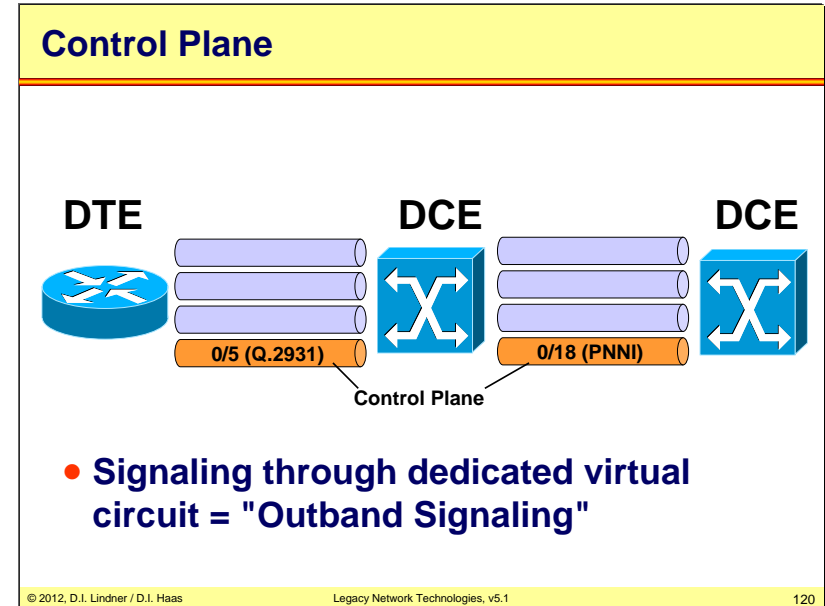 Control Plane
DTE
DCE
DCE
0/5 (Q.2931)
0/18 (PNNI)
Control Plane
• Signaling through dedicated virtual
circuit = "Outband Signaling"
© 2012, D.I. Lindner / D.I. Haas
Legacy Network Technologies, v5.1
120